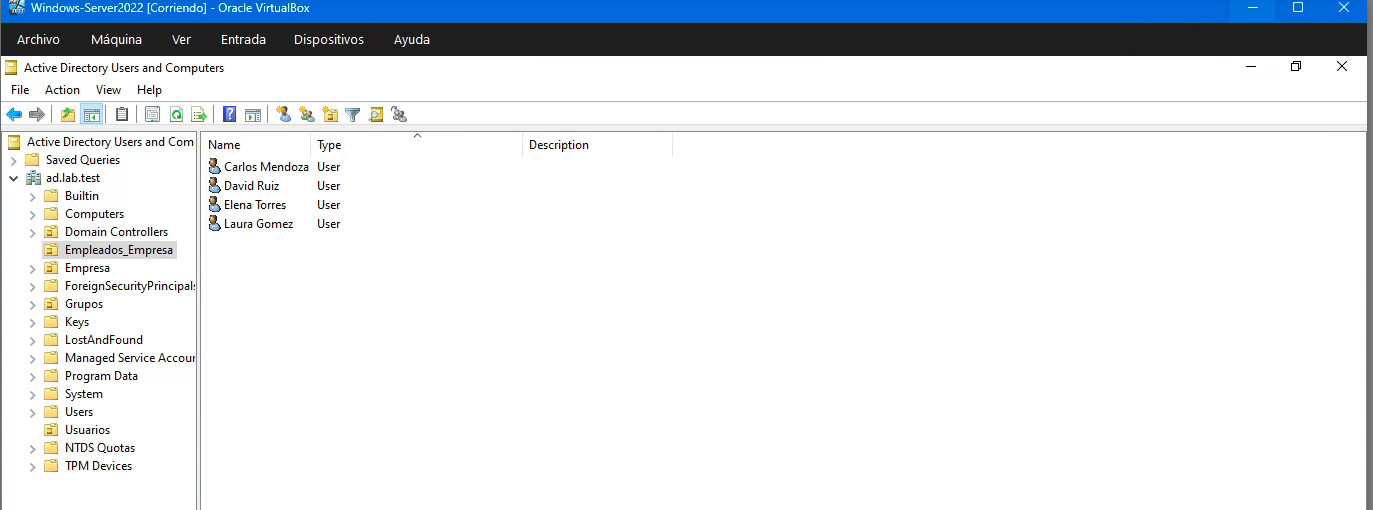 Windows-Server2022 [Corriendo] - Oracle VirtualBox
Archivo Máquina Ver Entrada Dispositivos Ayuda
Active Directory Users and Computers
File Action View Help
Active Directory Users and Com
Saved Queries
ad.lab.test
Builtin
Computers
Domain Controllers
Empleados_Empresa
Empresa
ForeignSecurityPrincipals
Grupos
Keys
LostAndFound
Managed Service Accour
Program Data
System
Users
Usuarios
NTDS Quotas
TPM Devices
Name Type Description
Carlos Mendoza User
David Ruiz User
Elena Torres User
Laura Gomez User